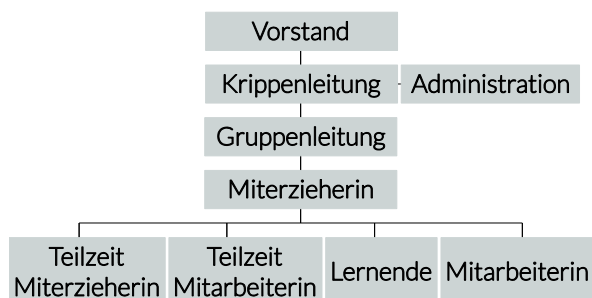 Vorstand
Krippenleitung
Administration
Gruppenleitung
Miterzieherin
Teilzeit
Miterzieherin
Teilzeit
Mitarbeiterin
Lernende
Mitarbeiterin